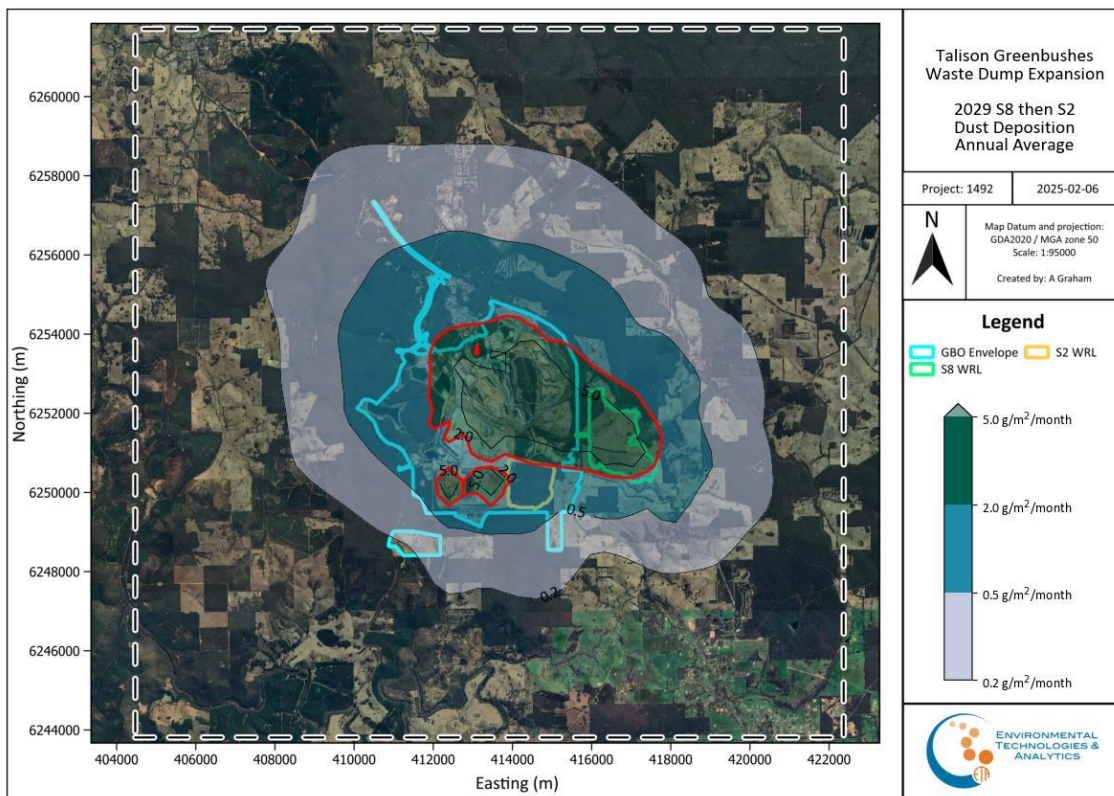 Talison Greenbushes
Waste Dump Expansion
2029 S8 then S2
Dust Deposition
Annual Average
Project: 1492
2025-02-06
N
Map Datum and projection:
GDA2020 / MGA zone 50
Scale: 1:95000
Created by: A Graham
Legend
GBO Envelope
S2 WRL
S8 WRL
5.0 g/m²/month
2.0 g/m²/month
0.5 g/m²/month
0.2 g/m²/month
ENVIRONMENTAL
TECHNOLOGIES &
ANALYTICS
ETA
Northing (m)
6260000
6258000
6256000
6254000
6252000
6250000
6248000
6246000
6244000
5.0
2.0
5.0
5.0
2.0
0.5
0.2
404000
406000
408000
410000
412000
414000
416000
418000
420000
422000
Easting (m)